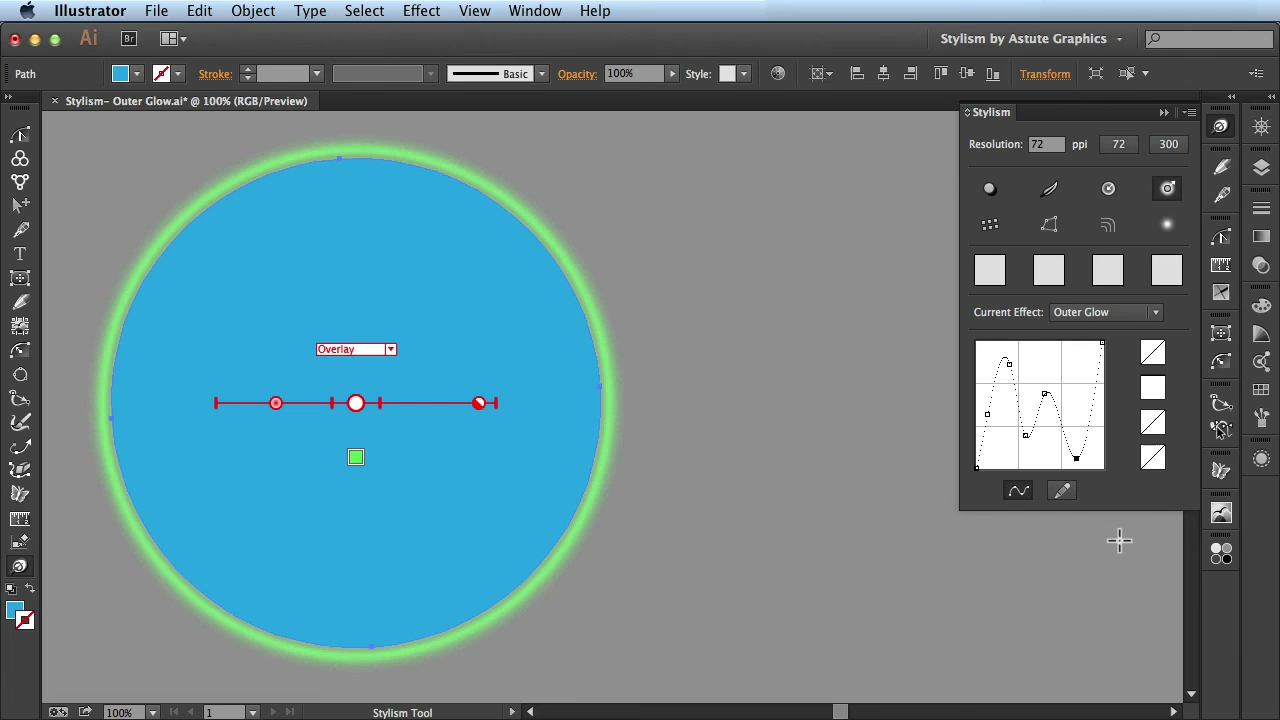 Illustrator File Edit Object Type Select Effect View Window Help
Ai Br Stylism by Astute Graphics
Path Stroke: Basic Opacity: 100% Style: Transform
× Stylism- Outer Glow.ai* @ 100% (RGB/Preview)
Stylism
Resolution: 72 ppi 72 300
Current Effect: Outer Glow
Overlay
100% 1 Stylism Tool